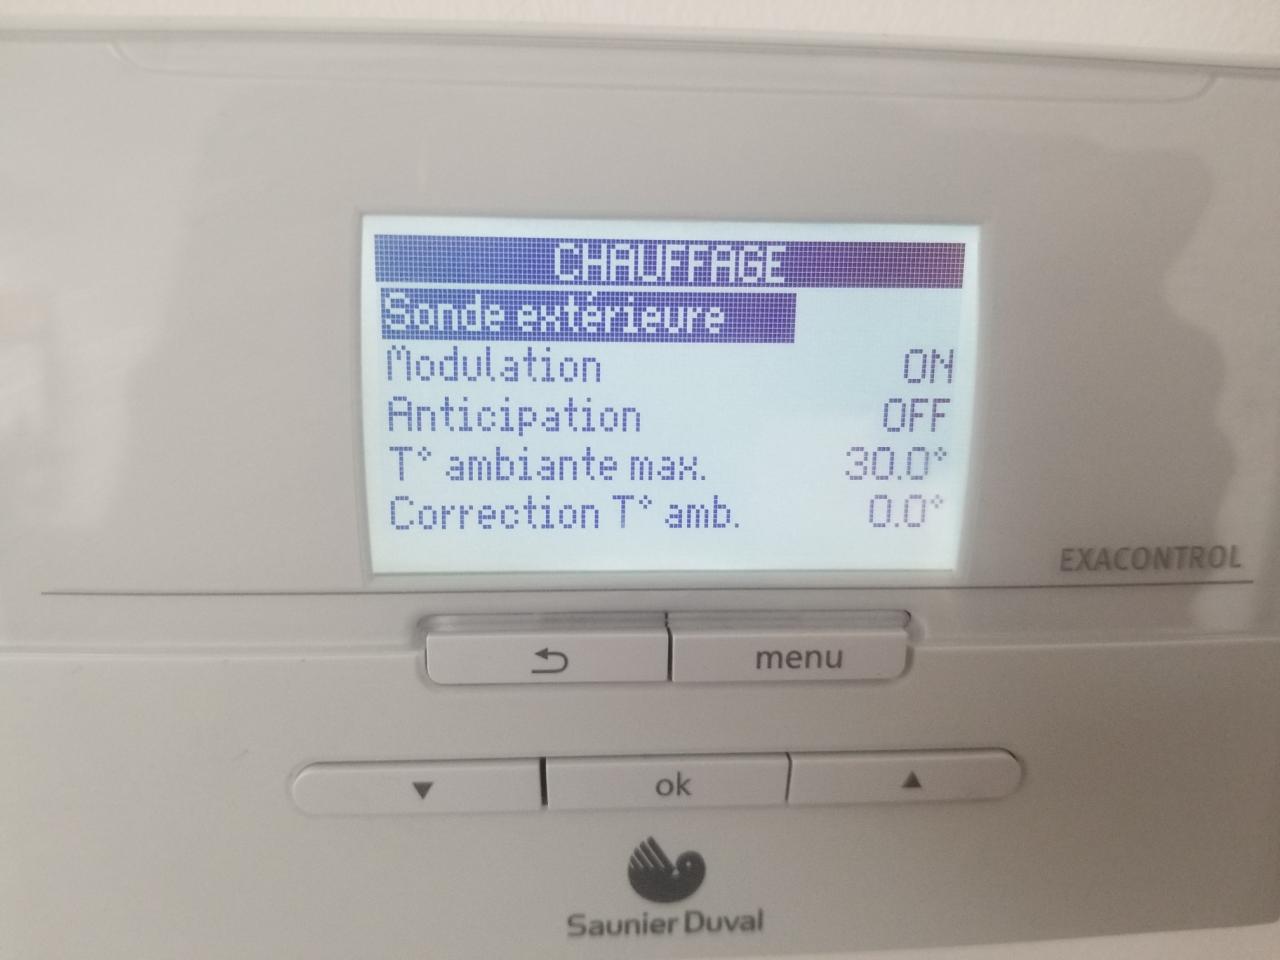 CHAUFFAGE
Sonde extérieure
Modulation ON
Anticipation OFF
T° ambiante max. 30.0°
Correction T° amb. 0.0°
EXACONTROL
menu
ok
Saunier Duval